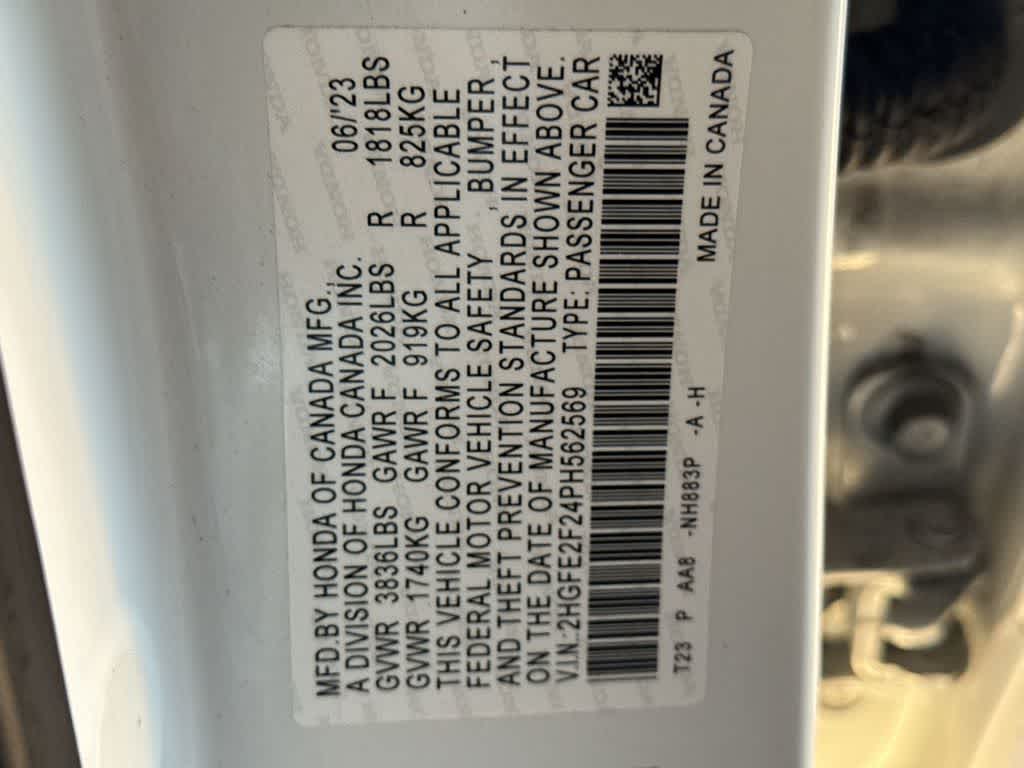 MFD.BY HONDA OF CANADA MFG., 06/'23
A DIVISION OF HONDA CANADA INC.
GVWR 3836LBS GAWR F 2026LBS R 1818LBS
GVWR 1740KG GAWR F 919KG R 825KG
THIS VEHICLE CONFORMS TO ALL APPLICABLE
FEDERAL MOTOR VEHICLE SAFETY , BUMPER ,
AND THEFT PREVENTION STANDARDS IN EFFECT
ON THE DATE OF MANUFACTURE SHOWN ABOVE.
V.I.N.:2HGFE2F24PH562569 TYPE: PASSENGER CAR
T23 P AA8 -NH883P -A -H
MADE IN CANADA